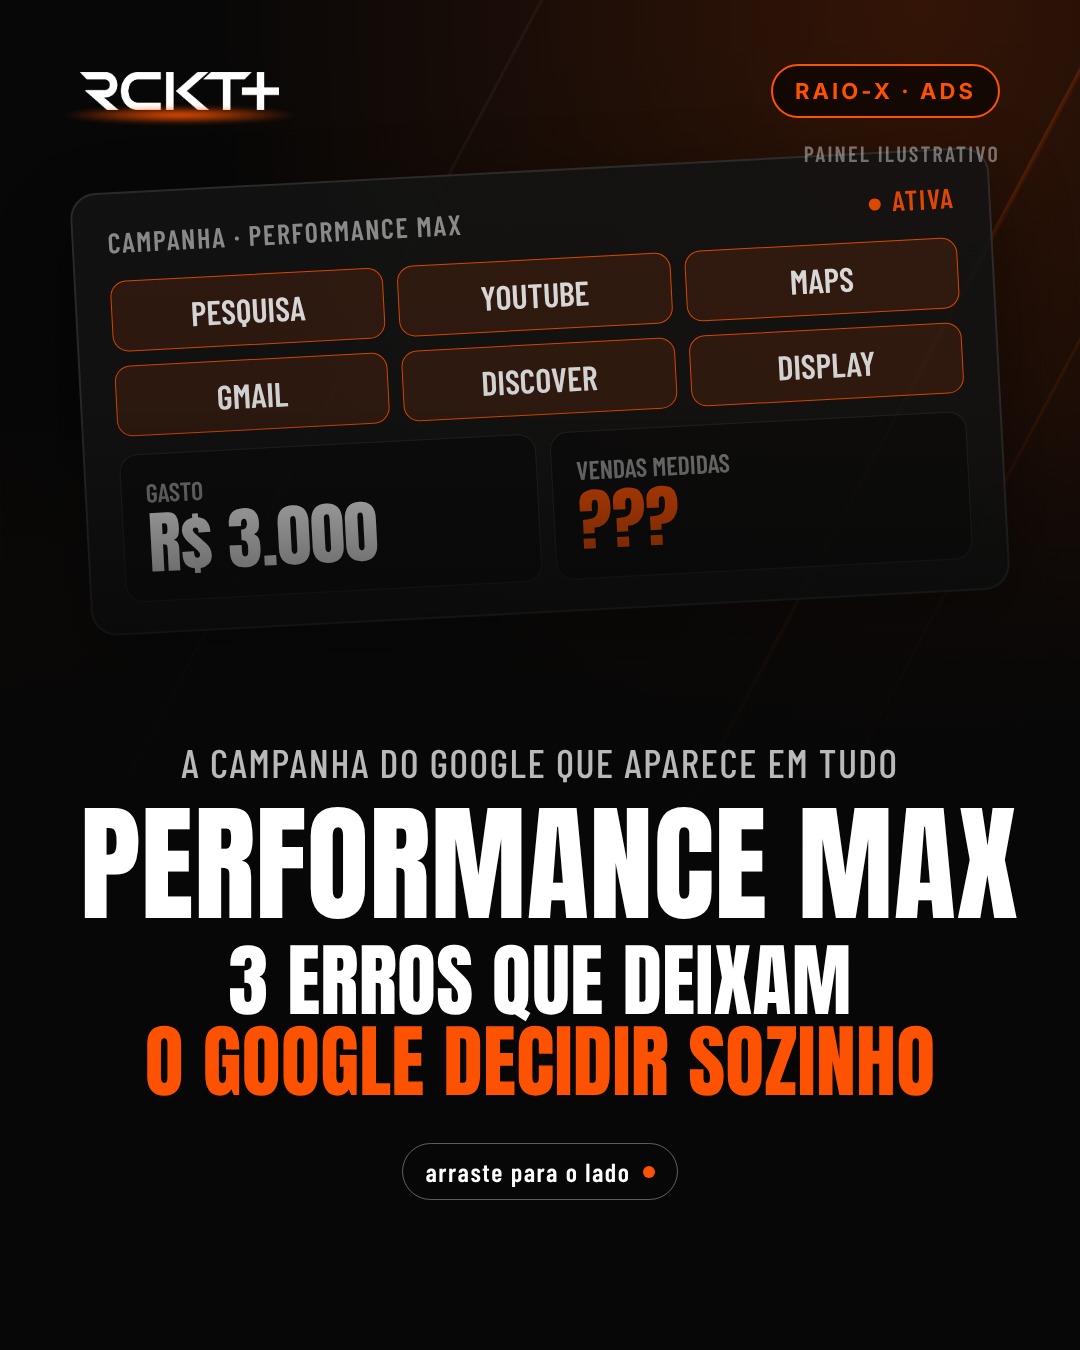 RCKT+
RAIO-X · ADS
PAINEL ILUSTRATIVO
CAMPANHA · PERFORMANCE MAX
ATIVA
PESQUISA
YOUTUBE
MAPS
GMAIL
DISCOVER
DISPLAY
GASTO
R$ 3.000
VENDAS MEDIDAS
???
A CAMPANHA DO GOOGLE QUE APARECE EM TUDO
PERFORMANCE MAX
3 ERROS QUE DEIXAM
O GOOGLE DECIDIR SOZINHO
arraste para o lado